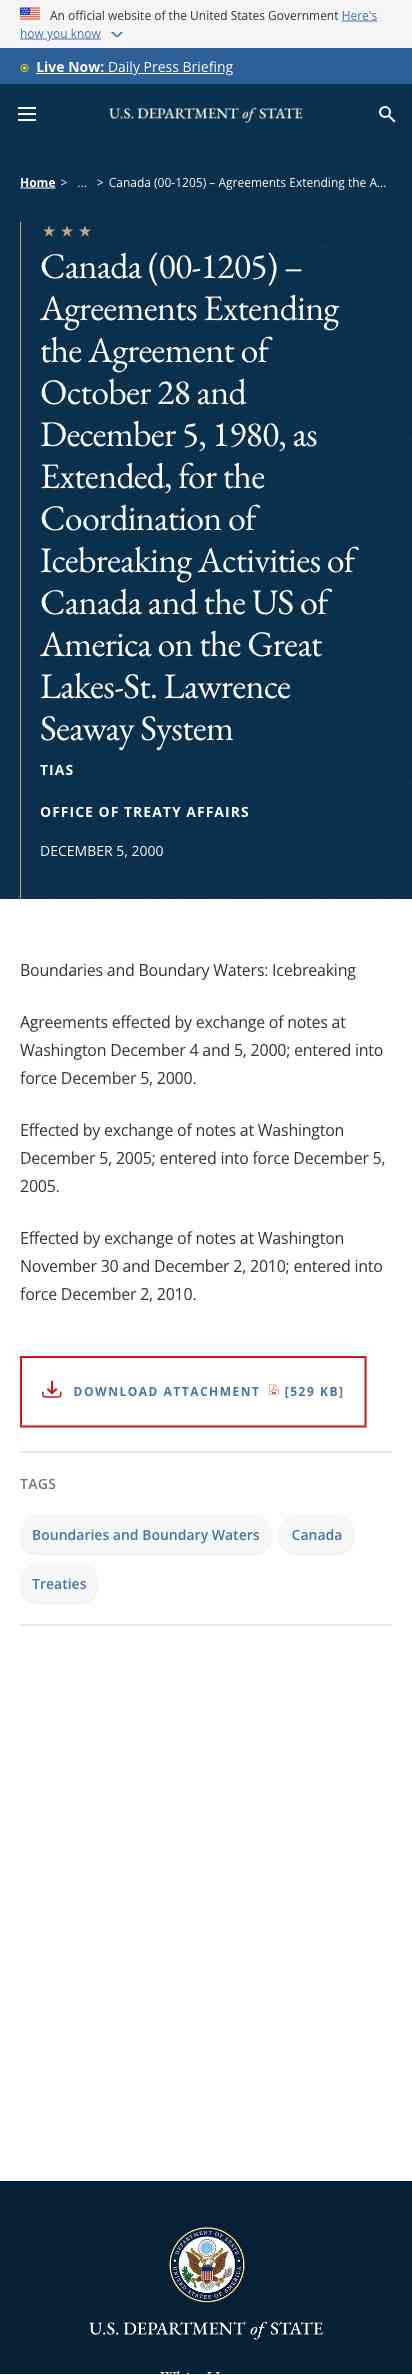 An official website of the United States Government Here's
how you know
Live Now: Daily Press Briefing
U.S. DEPARTMENT of STATE
Home > ... > Canada (00-1205) – Agreements Extending the A...
Canada (00-1205) –
Agreements Extending
the Agreement of
October 28 and
December 5, 1980, as
Extended, for the
Coordination of
Icebreaking Activities of
Canada and the US of
America on the Great
Lakes-St. Lawrence
Seaway System
TIAS
OFFICE OF TREATY AFFAIRS
DECEMBER 5, 2000
Boundaries and Boundary Waters: Icebreaking
Agreements effected by exchange of notes at
Washington December 4 and 5, 2000; entered into
force December 5, 2000.
Effected by exchange of notes at Washington
December 5, 2005; entered into force December 5,
2005.
Effected by exchange of notes at Washington
November 30 and December 2, 2010; entered into
force December 2, 2010.
DOWNLOAD ATTACHMENT [529 KB]
TAGS
Boundaries and Boundary Waters Canada
Treaties
DEPARTMENT OF STATE
UNITED STATES OF AMERICA
U.S. DEPARTMENT of STATE